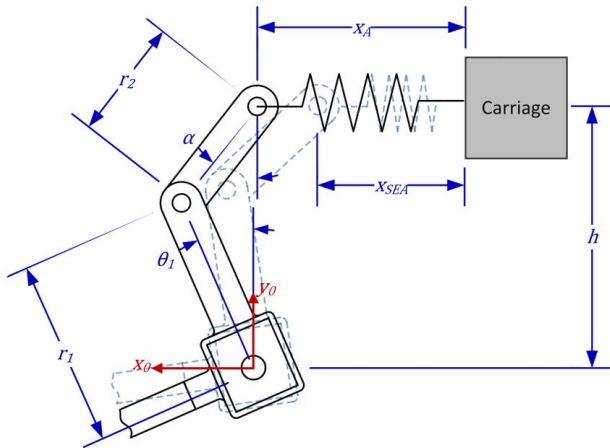 x_A
r_2
Carriage
α
x_SEA
h
θ_1
y_0
r_1
x_0